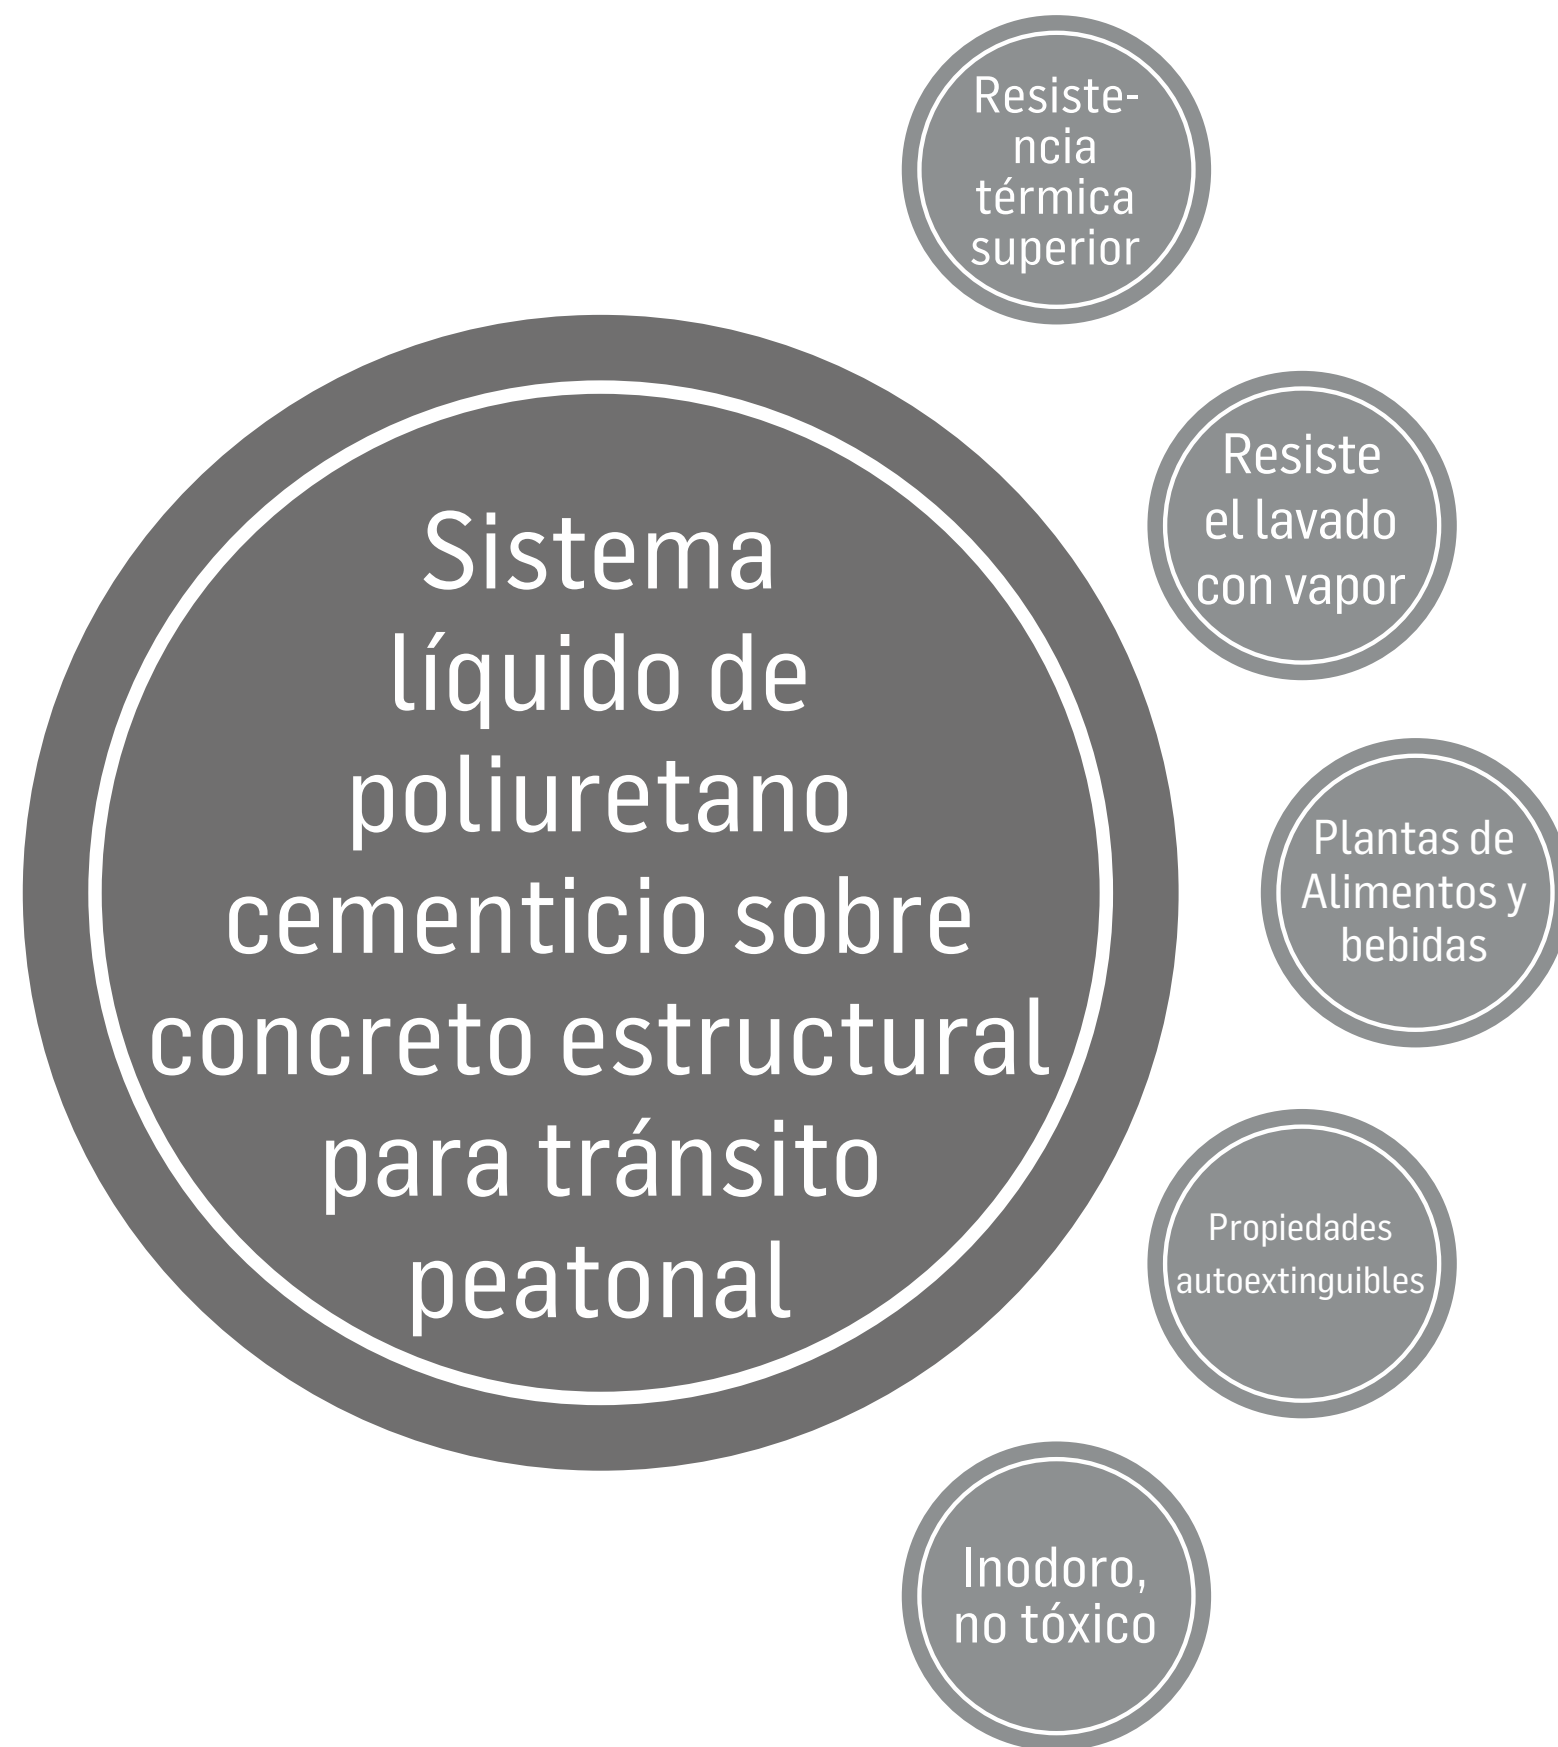 Sistema
líquido de
poliuretano
cementicio sobre
concreto estructural
para tránsito
peatonal
Resiste-
ncia
térmica
superior
Resiste
el lavado
con vapor
Plantas de
Alimentos y
bebidas
Propiedades
autoextinguibles
Inodoro,
no tóxico